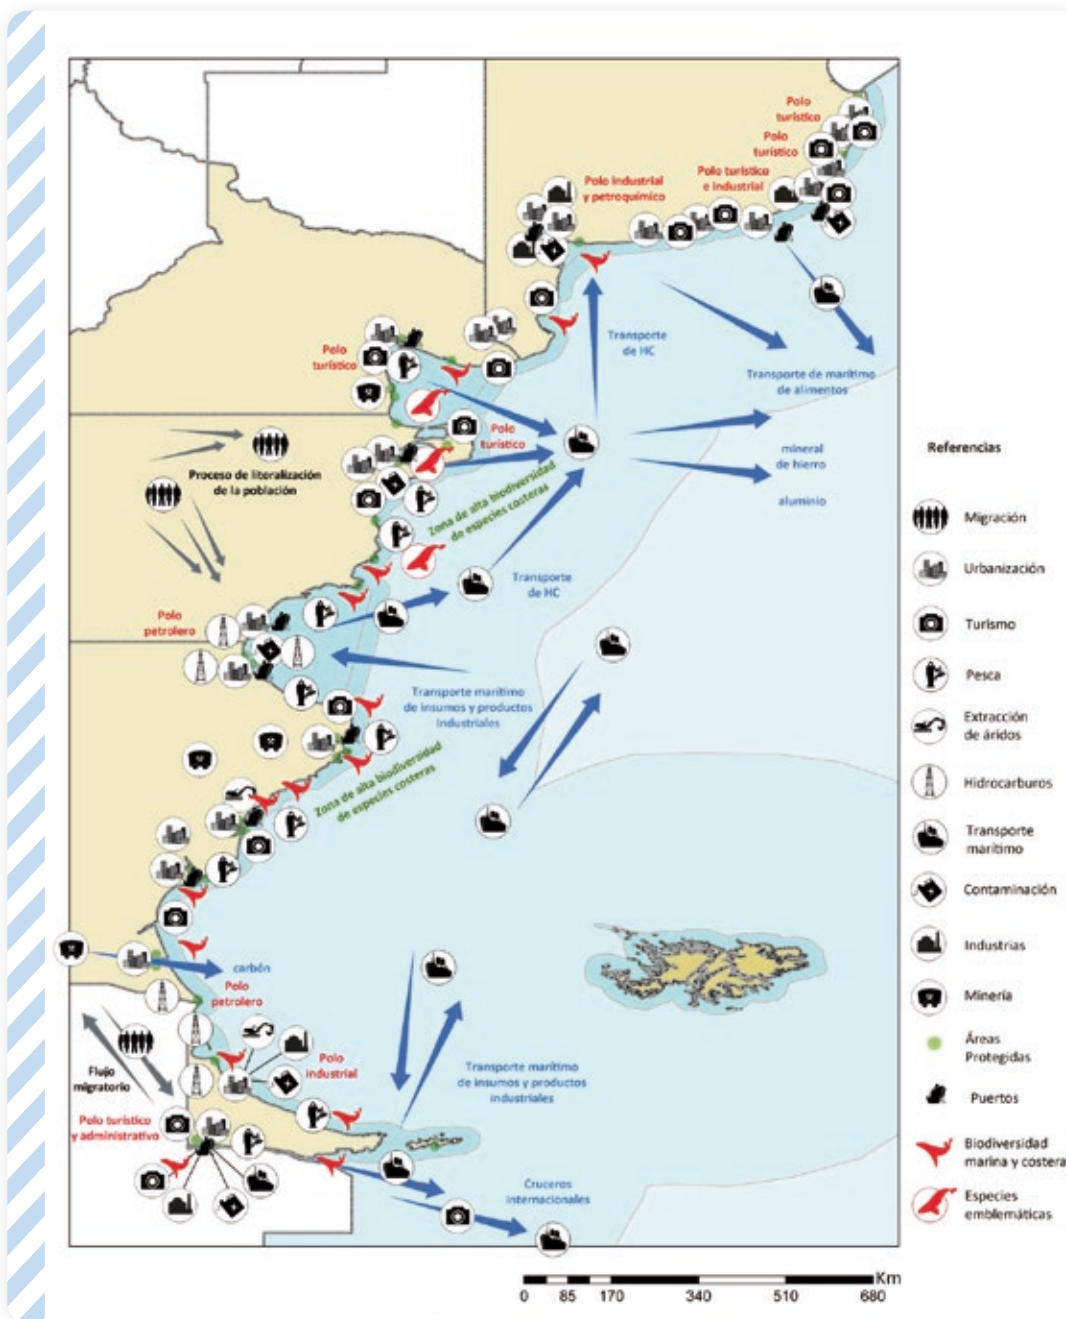 Polo
turístico
Polo
turístico
Polo turístico
e industrial
Polo industrial
y petroquímico
Transporte
de HC
Polo
turístico
Transporte de marítimo
de alimentos
Polo
turístico
mineral
de hierro
aluminio
Proceso de literalización
de la población
Zona de alta biodiversidad
de especies costeras
Transporte
de HC
Polo
petrolero
Transporte marítimo
de insumos y productos
industriales
Zona de alta biodiversidad
de especies costeras
carbón
Polo
petrolero
Flujo
migratorio
Polo
industrial
Transporte marítimo
de insumos y productos
industriales
Polo turístico
y administrativo
Cruceros
internacionales
Referencias
Migración
Urbanización
Turismo
Pesca
Extracción
de áridos
Hidrocarburos
Transporte
marítimo
Contaminación
Industrias
Minería
Áreas
Protegidas
Puertos
Biodiversidad
marina y costera
Especies
emblemáticas
Km
0 85 170 340 510 680